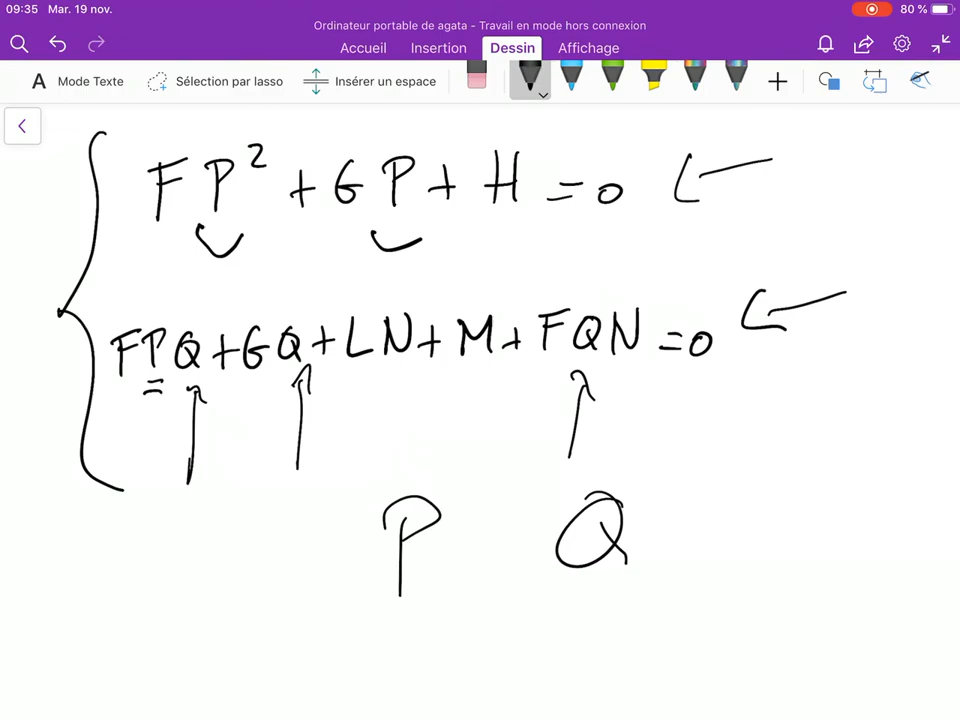 09:35 Mar. 19 nov.
80 %
Ordinateur portable de agata - Travail en mode hors connexion
Accueil Insertion Dessin Affichage
A Mode Texte Sélection par lasso Insérer un espace
FP² + GP + H = 0
FPQ + GQ + LN + M + FQN = 0
P Q